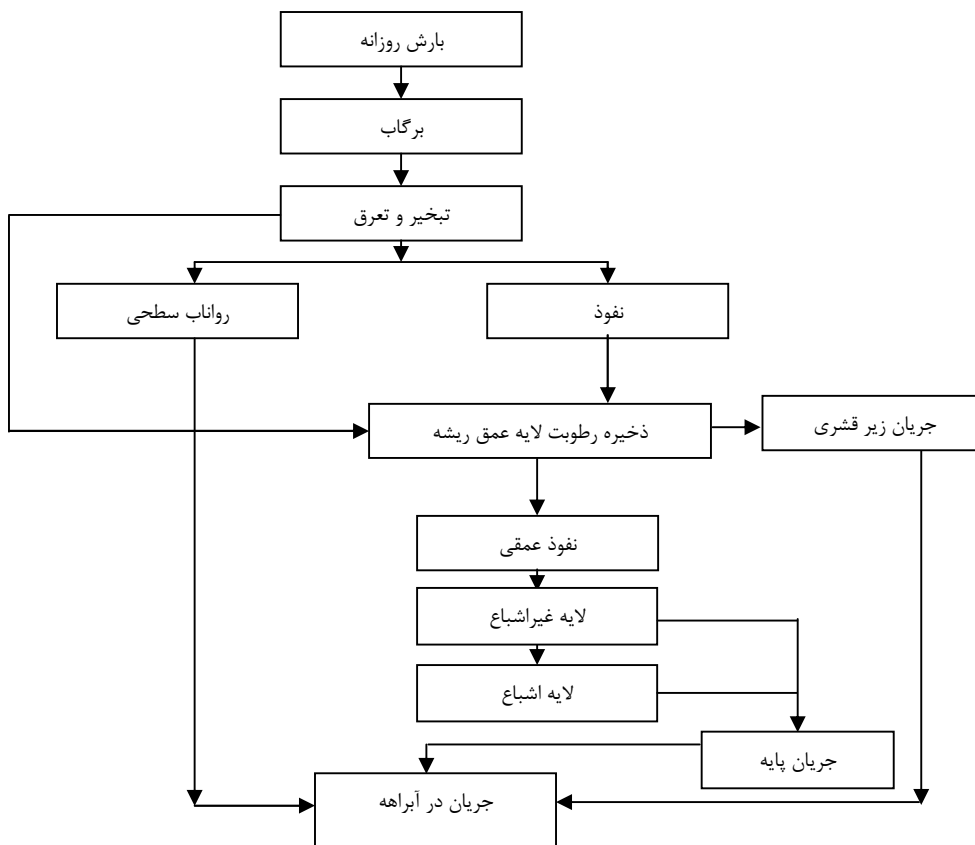 بارش روزانه
برگاب
تبخیر و تعرق
رواناب سطحی
نفوذ
ذخیره رطوبت لایه عمق ریشه
جریان زیر قشری
نفوذ عمقی
لایه غیراشباع
لایه اشباع
جریان پایه
جریان در آبراهه